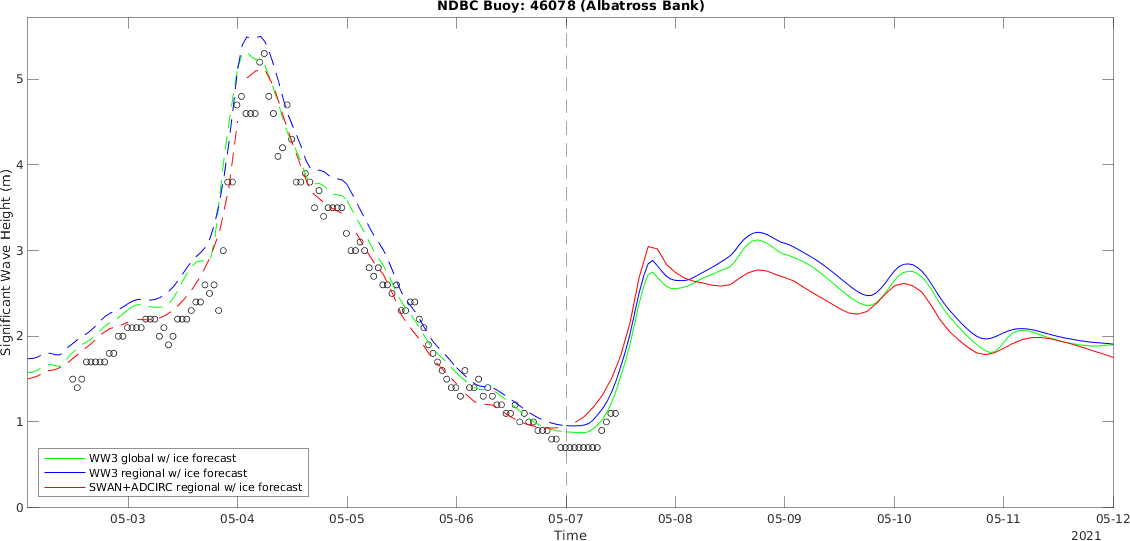 NDBC Buoy: 46078 (Albatross Bank)
Significant Wave Height (m)
5
4
3
2
1
0
WW3 global w/ ice forecast
WW3 regional w/ ice forecast
SWAN+ADCIRC regional w/ ice forecast
05-03 05-04 05-05 05-06 05-07 05-08 05-09 05-10 05-11 05-12
Time
2021